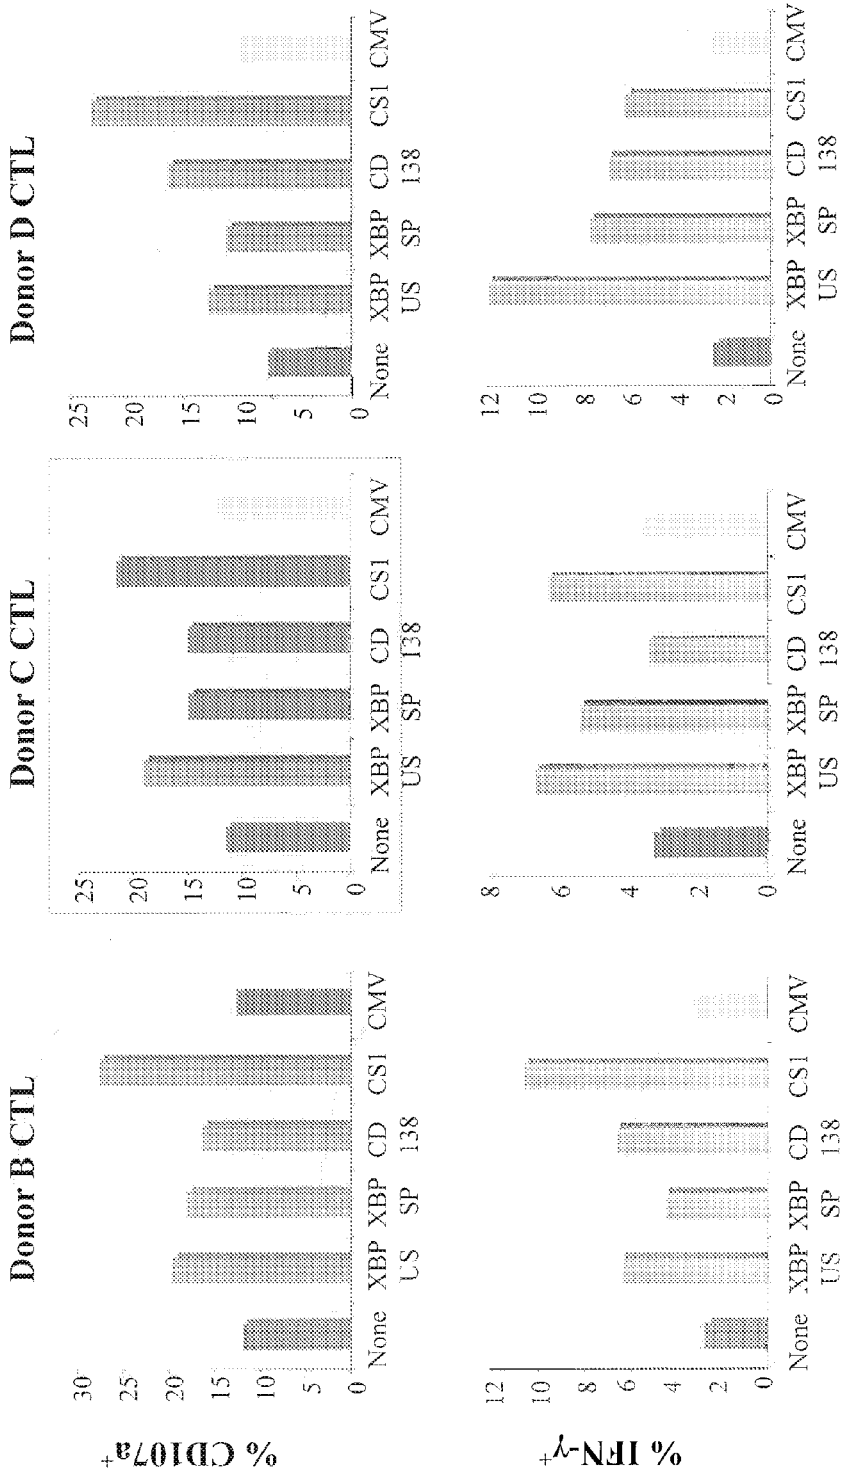 Donor B CTL
% CD107a+
30
25
20
15
10
5
0
None
XBP
US
XBP
SP
CD
138
CS1
CMV
Donor C CTL
25
20
15
10
5
0
None
XBP
US
XBP
SP
CD
138
CS1
CMV
Donor D CTL
25
20
15
10
5
0
None
XBP
US
XBP
SP
CD
138
CS1
CMV
% IFN-γ+
12
10
8
6
4
2
0
None
XBP
US
XBP
SP
CD
138
CS1
CMV
8
6
4
2
0
None
XBP
US
XBP
SP
CD
138
CS1
CMV
12
10
8
6
4
2
0
None
XBP
US
XBP
SP
CD
138
CS1
CMV